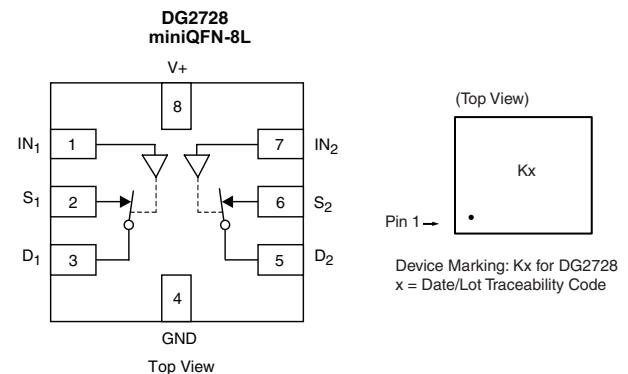 DG2728
miniQFN-8L
V+
8
IN1 1 7 IN2
S1 2 6 S2
D1 3 5 D2
4
GND
Top View
(Top View)
Kx
Pin 1
Device Marking: Kx for DG2728
x = Date/Lot Traceability Code